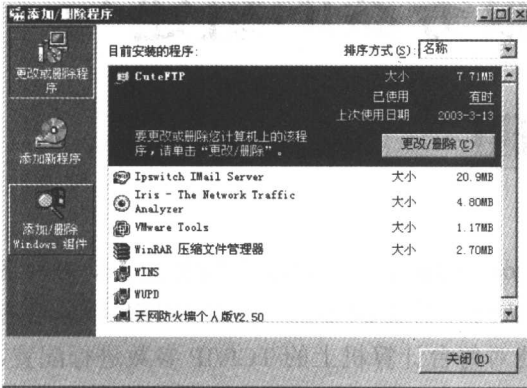 添加/删除程序
更改或删除程
序
添加新程序
添加/删除
Windows 组件
目前安装的程序:
排序方式(S): 名称
CuteFTP 大小 7.71MB
已使用 有时
上次使用日期 2003-3-13
要更改或删除您计算机上的该程
序，请单击“更改/删除”。
更改/删除(C)
Ipswitch IMail Server 大小 20.9MB
Iris - The Network Traffic
Analyzer 大小 4.80MB
VMware Tools 大小 1.17MB
WinRAR 压缩文件管理器 大小 2.70MB
WINS
WUPD
天网防火墙个人版V2.50
关闭(O)